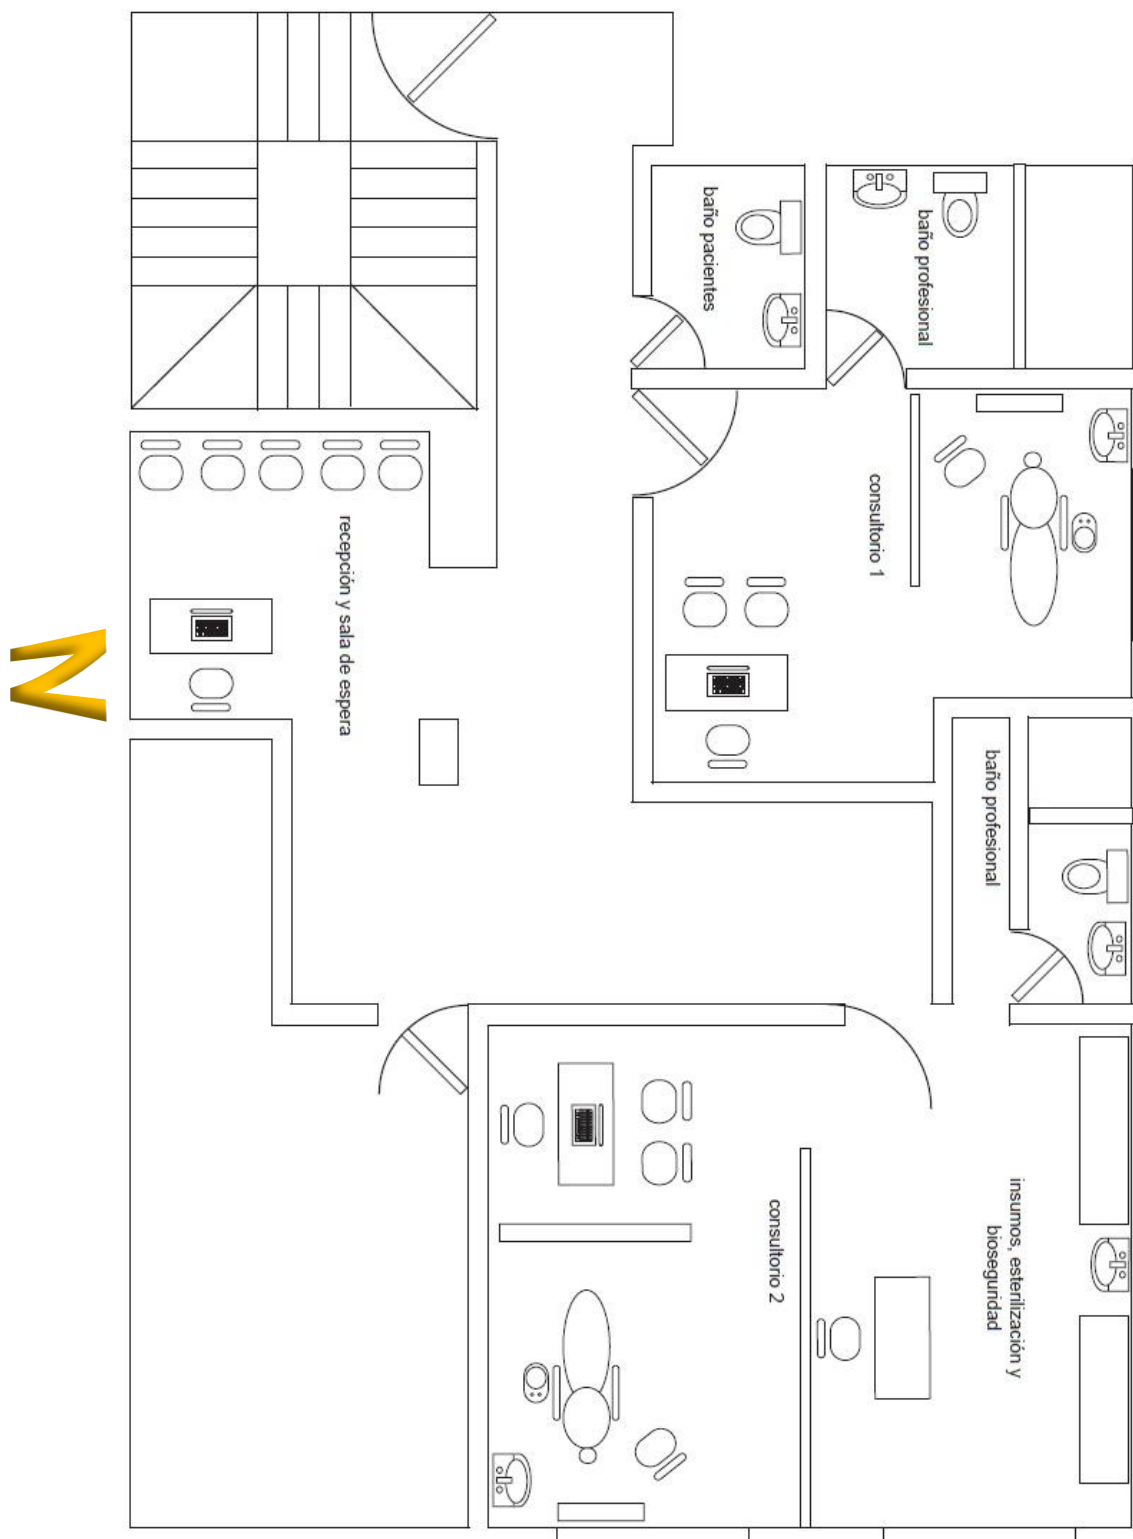 insumos, esterilización y
bioseguridad
baño profesional
baño profesional
consultorio 1
consultorio 2
baño pacientes
recepción y sala de espera
N